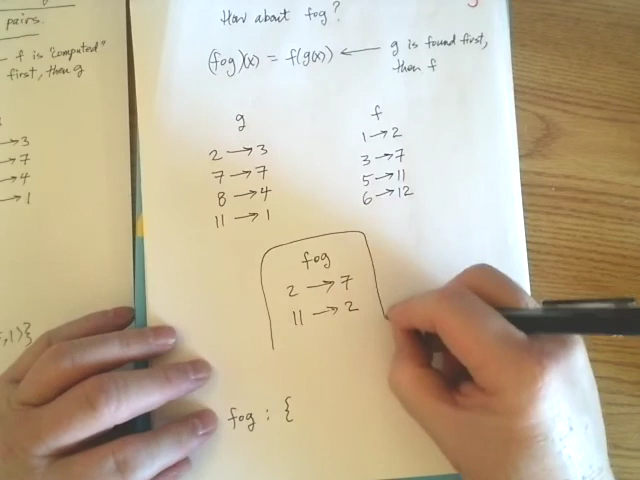 pairs.
f is "computed"
first, then g
→3
→7
→4
→1
,1)}
How about fog?
(fog)(x) = f(g(x)) ← g is found first,
then f
g
2 → 3
7 → 7
8 → 4
11 → 1
f
1 → 2
3 → 7
5 → 11
6 → 12
fog
2 → 7
11 → 2
fog : {